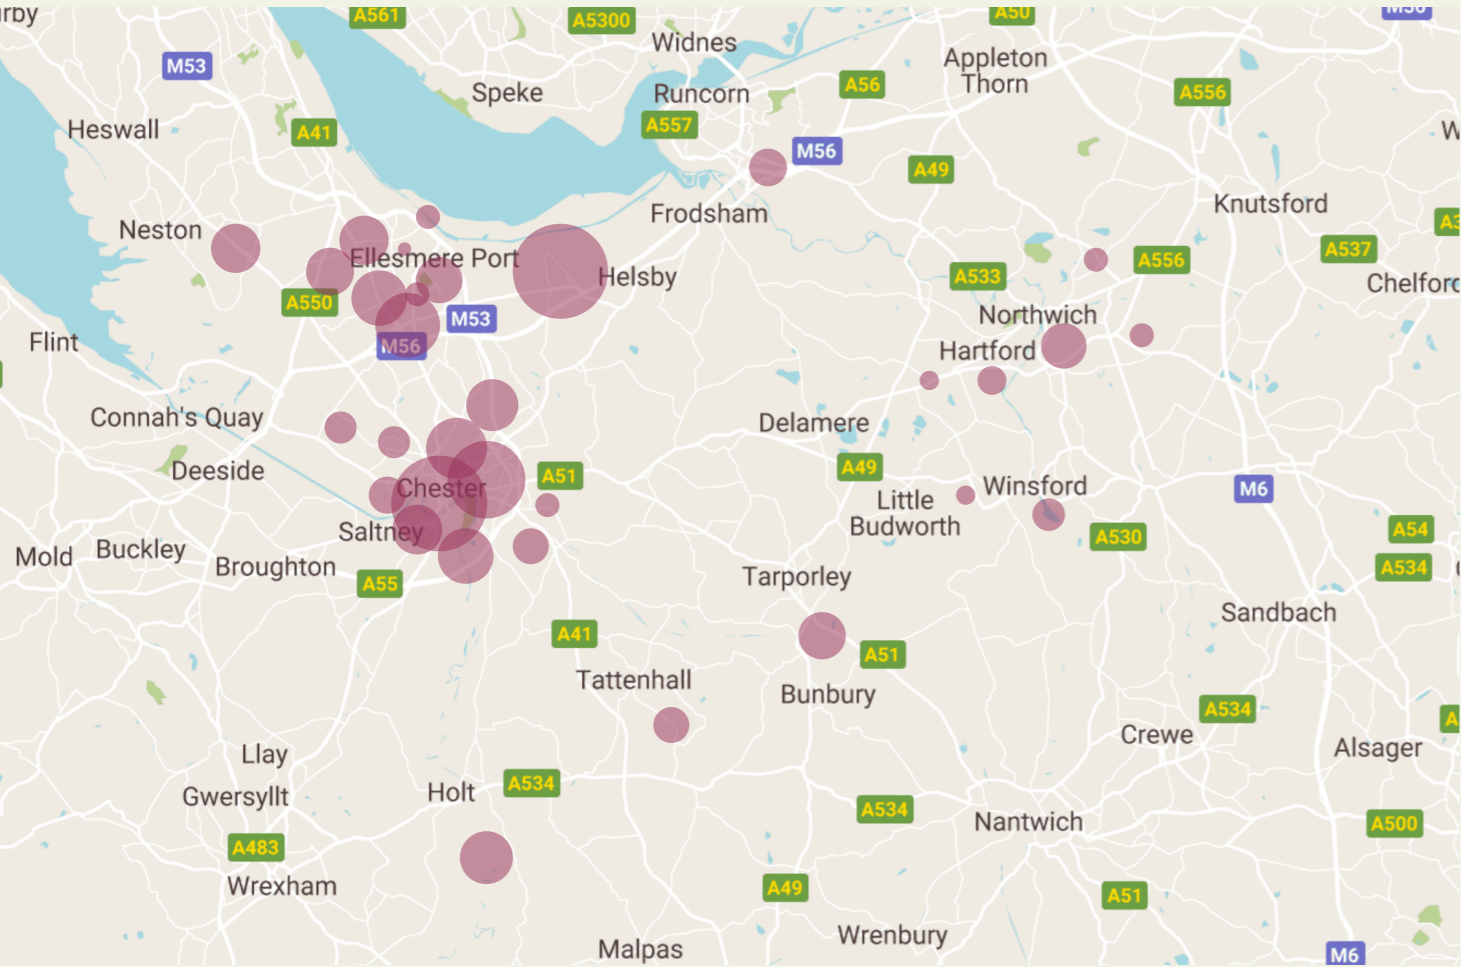 A561
A5300
A50
Widnes
M53
Appleton
Thorn
Speke
Runcorn
A56
A556
Heswall
A41
A557
M56
A49
Neston
Frodsham
Knutsford
Ellesmere Port
Helsby
A533
A556
A537
Chelford
A550
M53
Northwich
Flint
M56
Hartford
Connah's Quay
Delamere
Deeside
A51
A49
Chester
Little
Budworth
Winsford
M6
Saltney
A530
A54
Mold
Buckley
Broughton
A55
Tarporley
A534
Sandbach
A41
A51
Tattenhall
Bunbury
A534
Crewe
Alsager
Llay
Gwersyllt
Holt
A534
A534
Nantwich
A500
A483
Wrexham
A49
A51
Malpas
Wrenbury
M6